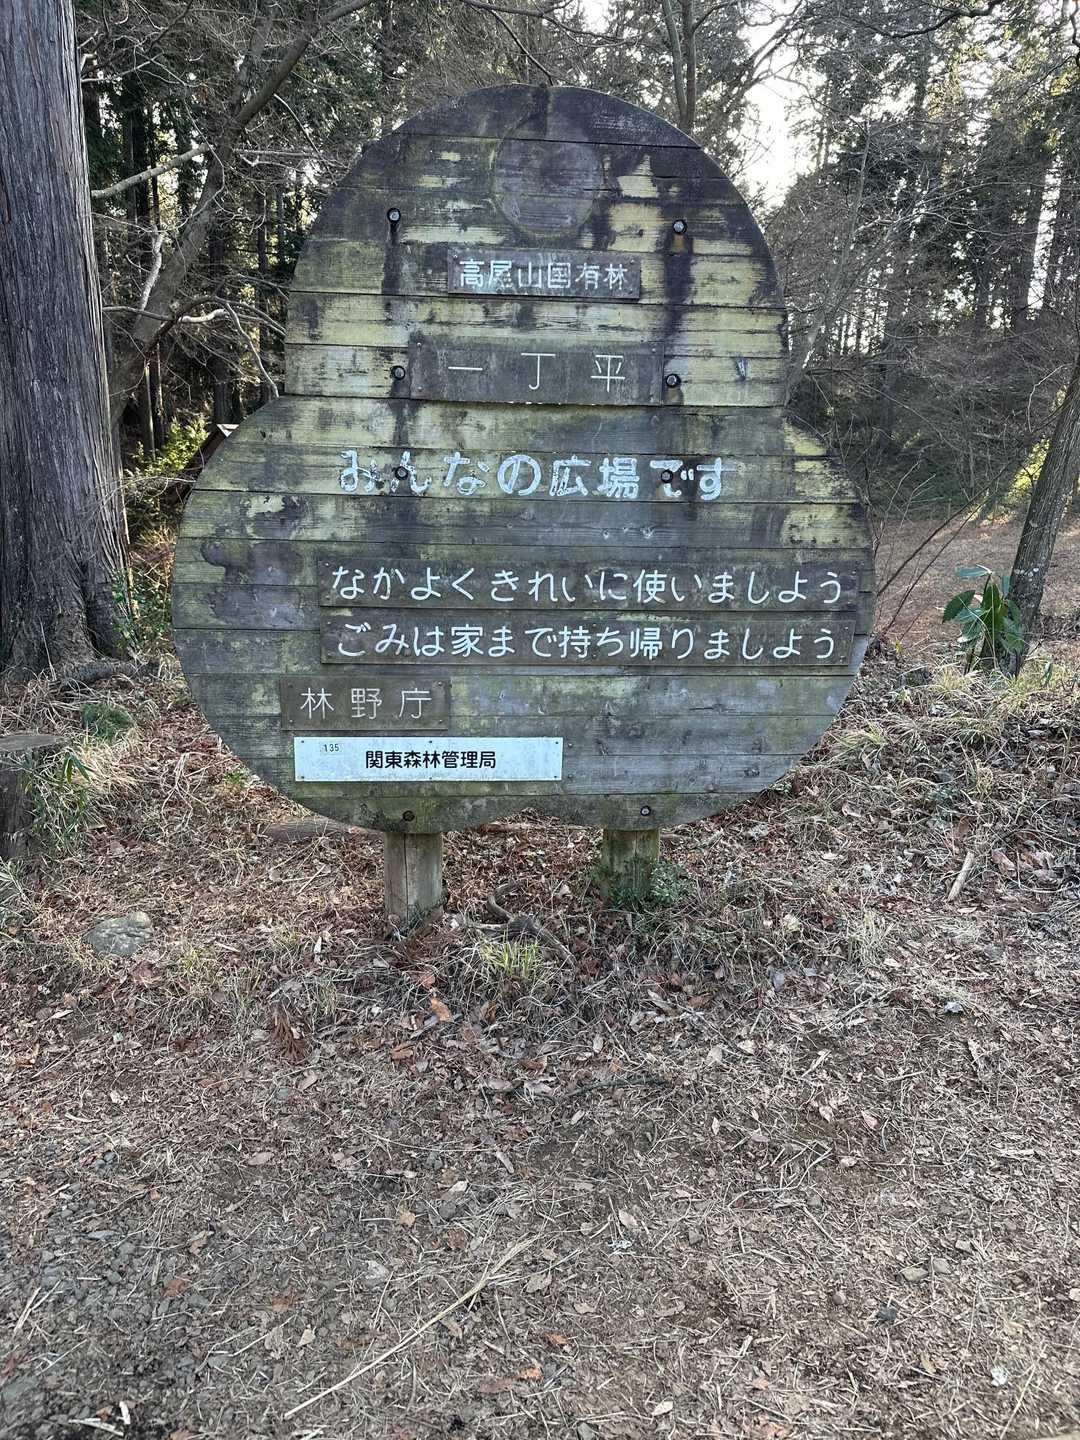 高尾山国有林
一丁平
みんなの広場です
なかよくきれいに使いましよう
ごみは家まで持ち帰りましよう
林野庁
135
関東森林管理局